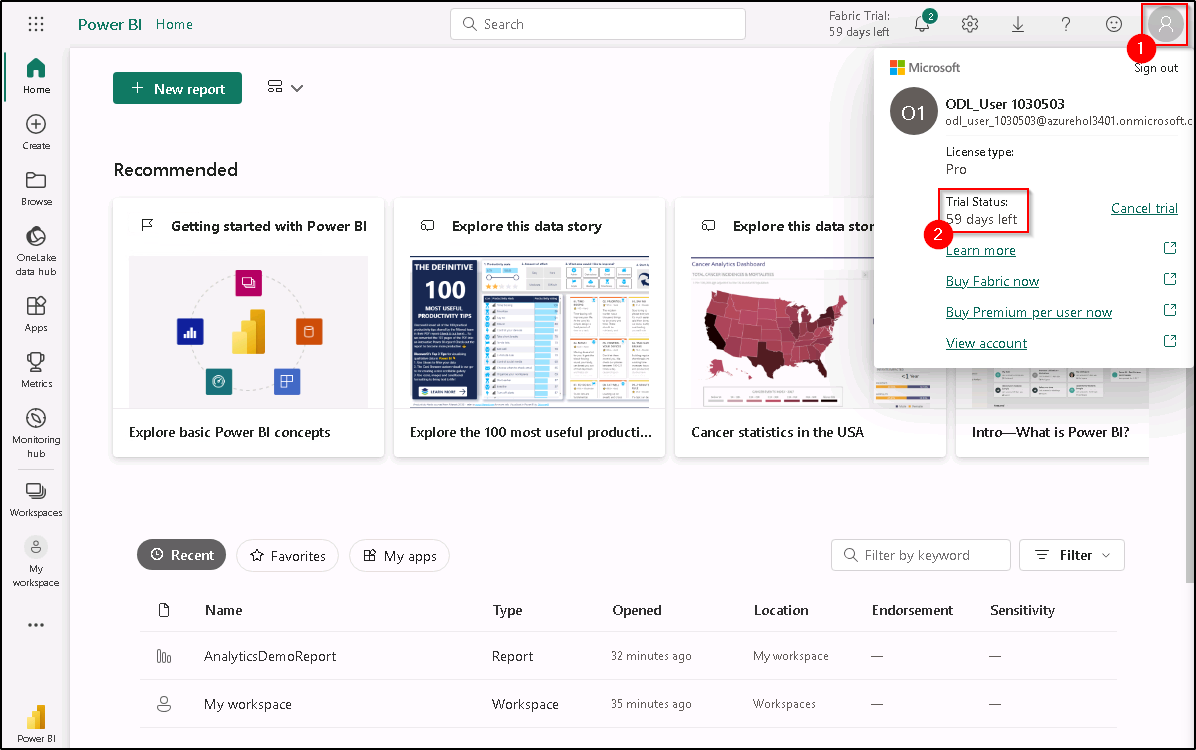 Power BI Home
Search
Fabric Trial:
59 days left
2
1
Microsoft
Sign out
O1
ODL_User 1030503
odl_user_1030503@azurehol3401.onmicrosoft.c
License type:
Pro
Trial Status:
59 days left
Cancel trial
2
Learn more
Buy Fabric now
Buy Premium per user now
View account
Home
Create
Browse
OneLake
data hub
Apps
Metrics
Monitoring
hub
Workspaces
My
workspace
Power BI
New report
Recommended
Getting started with Power BI
Explore basic Power BI concepts
Explore this data story
THE DEFINITIVE
100
MOST USEFUL
PRODUCTIVITY TIPS
LEARN MORE
Explore the 100 most useful producti...
Explore this data stor
Cancer Analytics Dashboard
Cancer statistics in the USA
Intro—What is Power BI?
Recent
Favorites
My apps
Filter by keyword
Filter
Name Type Opened Location Endorsement Sensitivity
AnalyticsDemoReport Report 32 minutes ago My workspace — —
My workspace Workspace 35 minutes ago Workspaces — —